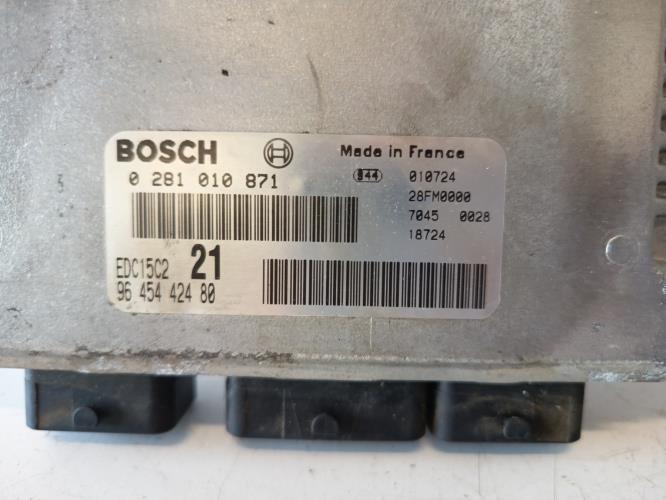 BOSCH
Made in France
0 281 010 871
344 010724
28FM0000
7045 0028
18724
EDC15C2 21
96 454 424 80